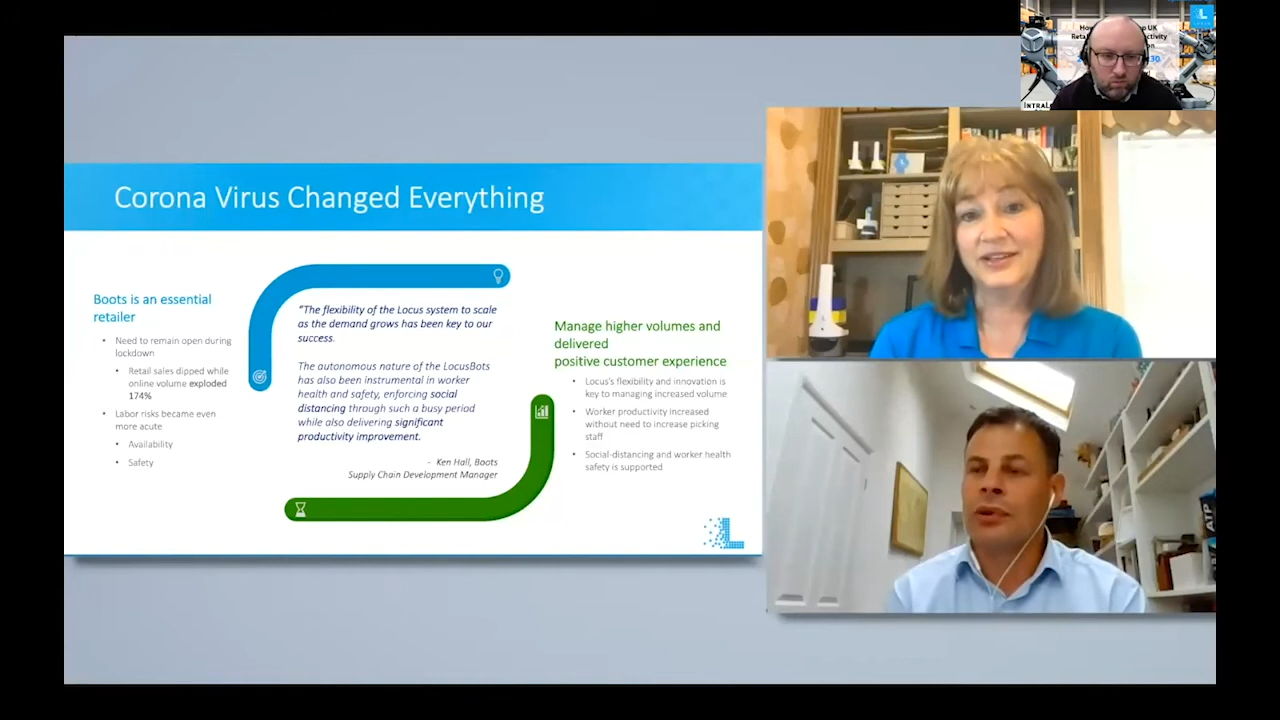 Corona Virus Changed Everything
Boots is an essential
retailer
Need to remain open during
lockdown
Retail sales dipped while
online volume exploded
174%
Labor risks became even
more acute
Availability
Safety
“The flexibility of the Locus system to scale
as the demand grows has been key to our
success.
The autonomous nature of the LocusBots
has also been instrumental in worker
health and safety, enforcing social
distancing through such a busy period
while also delivering significant
productivity improvement.
- Ken Hall, Boots
Supply Chain Development Manager
Manage higher volumes and
delivered
positive customer experience
Locus's flexibility and innovation is
key to managing increased volume
Worker productivity increased
without need to increase picking
staff
Social-distancing and worker health
safety is supported
ATP